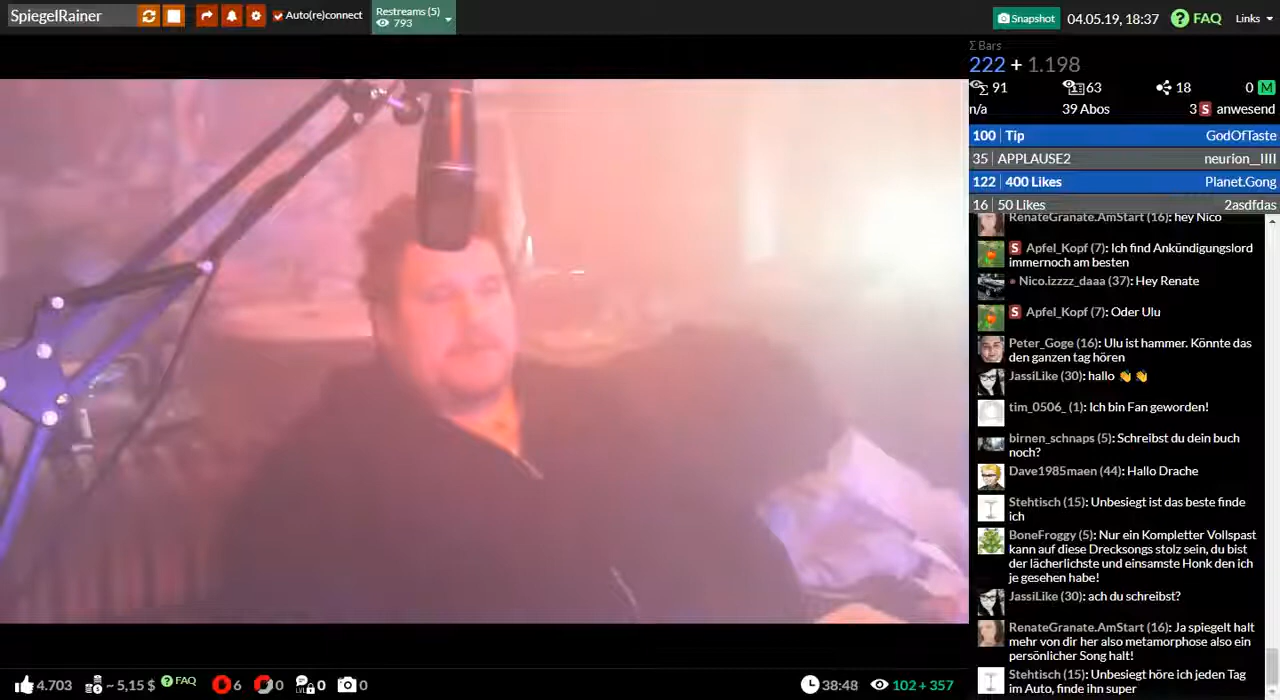 SpiegelRainer
Auto(re)connect
Restreams (5)
793
Snapshot
04.05.19, 18:37
FAQ
Links
Σ Bars
222 + 1.198
91 63 18 0 M
n/a 39 Abos 3 S anwesend
100 Tip GodOfTaste
35 APPLAUSE2 neurion__IIII
122 400 Likes Planet.Gong
16 50 Likes 2asdfdas
RenateGranate.AmStart (16): hey Nico
S Apfel_Kopf (7): Ich find Ankündigungslord
immernoch am besten
Nico.izzzz_daaa (37): Hey Renate
S Apfel_Kopf (7): Oder Ulu
Peter_Goge (16): Ulu ist hammer. Könnte das
den ganzen tag hören
JassiLike (30): hallo 👏 👏
tim_0506_ (1): Ich bin Fan geworden!
birnen_schnaps (5): Schreibst du dein buch
noch?
Dave1985maen (44): Hallo Drache
Stehtisch (15): Unbesiegt ist das beste finde
ich
BoneFroggy (5): Nur ein Kompletter Vollspast
kann auf diese Drecksongs stolz sein, du bist
der lächerlichste und einsamste Honk den ich
je gesehen habe!
JassiLike (30): ach du schreibst?
RenateGranate.AmStart (16): Ja spiegelt halt
mehr von dir her also metamorphose also ein
persönlicher Song halt!
Stehtisch (15): Unbesiegt höre ich jeden Tag
im Auto, finde ihn super
4.703 ~ 5,15 $ FAQ 6 0 LVL 0 0 38:48 102 + 357